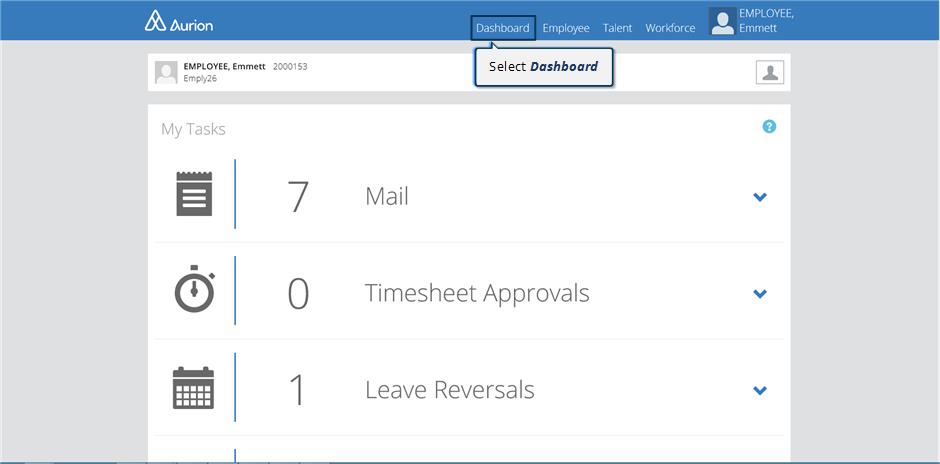 Aurion
Dashboard Employee Talent Workforce
EMPLOYEE,
Emmett
Select Dashboard
EMPLOYEE, Emmett 2000153
Emply26
My Tasks
?
7 Mail
0 Timesheet Approvals
1 Leave Reversals